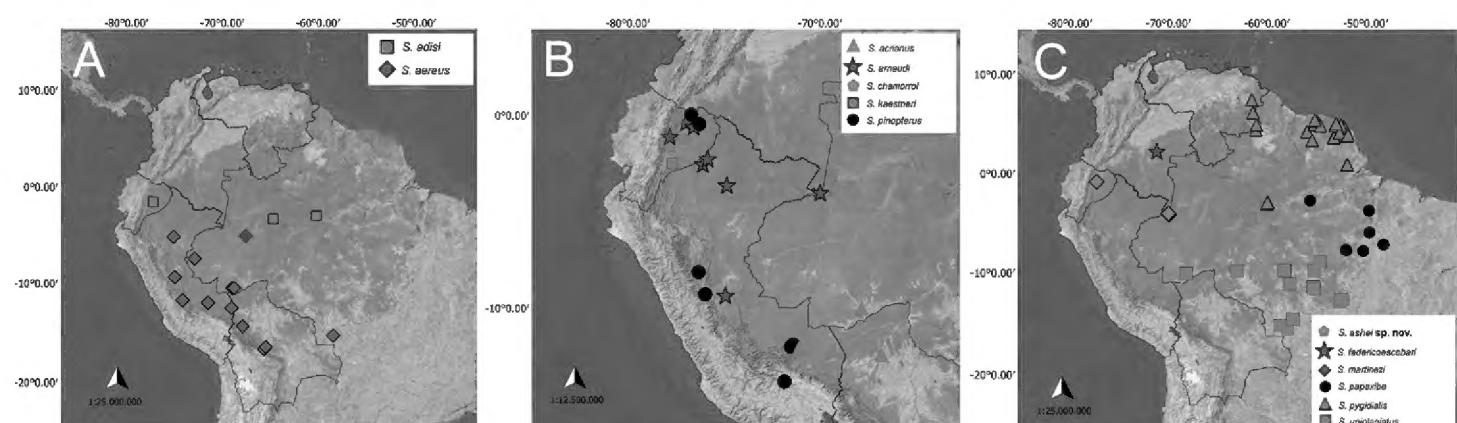 -80°0.00′ -70°0.00′ -60°0.00′ -50°0.00′
A
S. adisi
S. aereus
10°0.00′
0°0.00′
-10°0.00′
-20°0.00′
1:25.000.000
-80°0.00′ -70°0.00′
B
S. acrianus
S. arnaudi
S. chamorroi
S. kaestneri
S. pinopterus
0°0.00′
-10°0.00′
1:12.500.000
-80°0.00′ -70°0.00′ -60°0.00′ -50°0.00′
C
10°0.00′
0°0.00′
-10°0.00′
-20°0.00′
S. ashei sp. nov.
S. federicoescobari
S. martinezi
S. paparibe
S. pygidialis
1:25.000.000